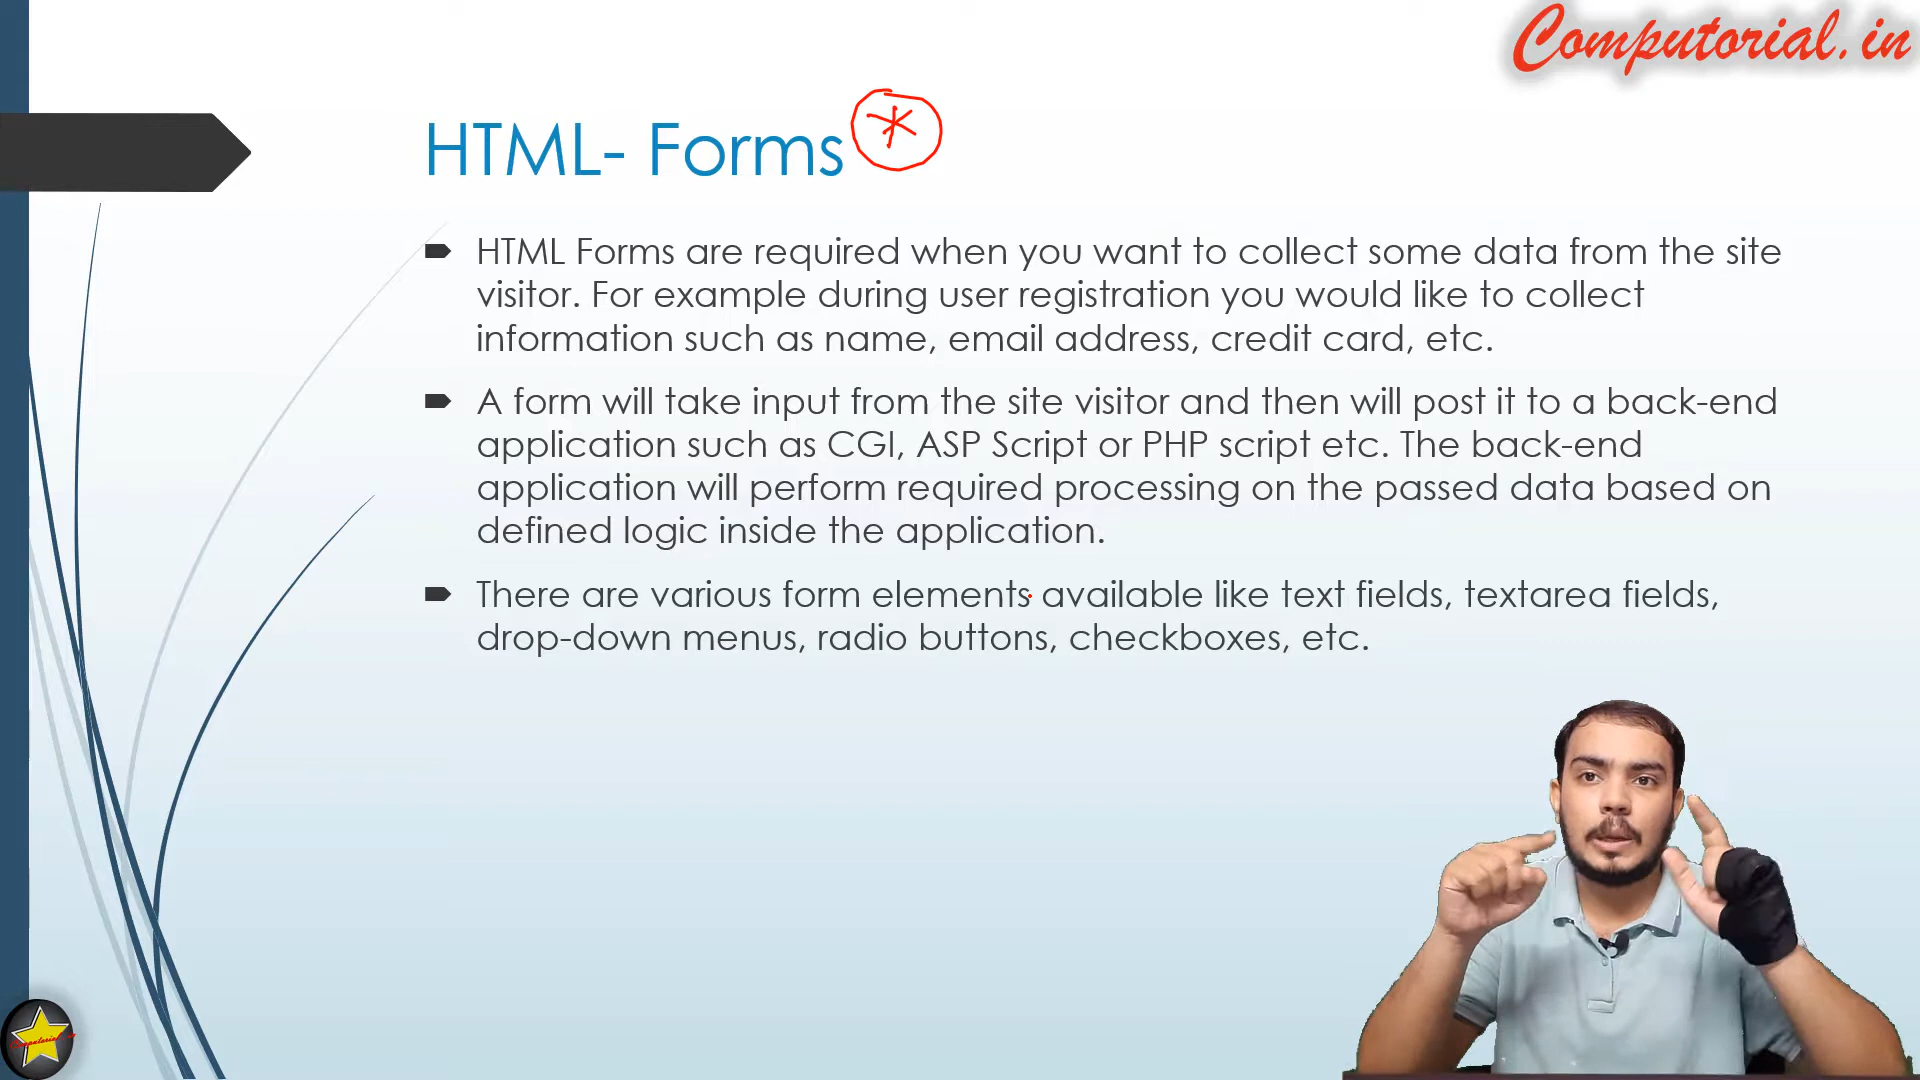 Computorial.in
HTML- Forms *
HTML Forms are required when you want to collect some data from the site
visitor. For example during user registration you would like to collect
information such as name, email address, credit card, etc.
A form will take input from the site visitor and then will post it to a back-end
application such as CGI, ASP Script or PHP script etc. The back-end
application will perform required processing on the passed data based on
defined logic inside the application.
There are various form elements available like text fields, textarea fields,
drop-down menus, radio buttons, checkboxes, etc.